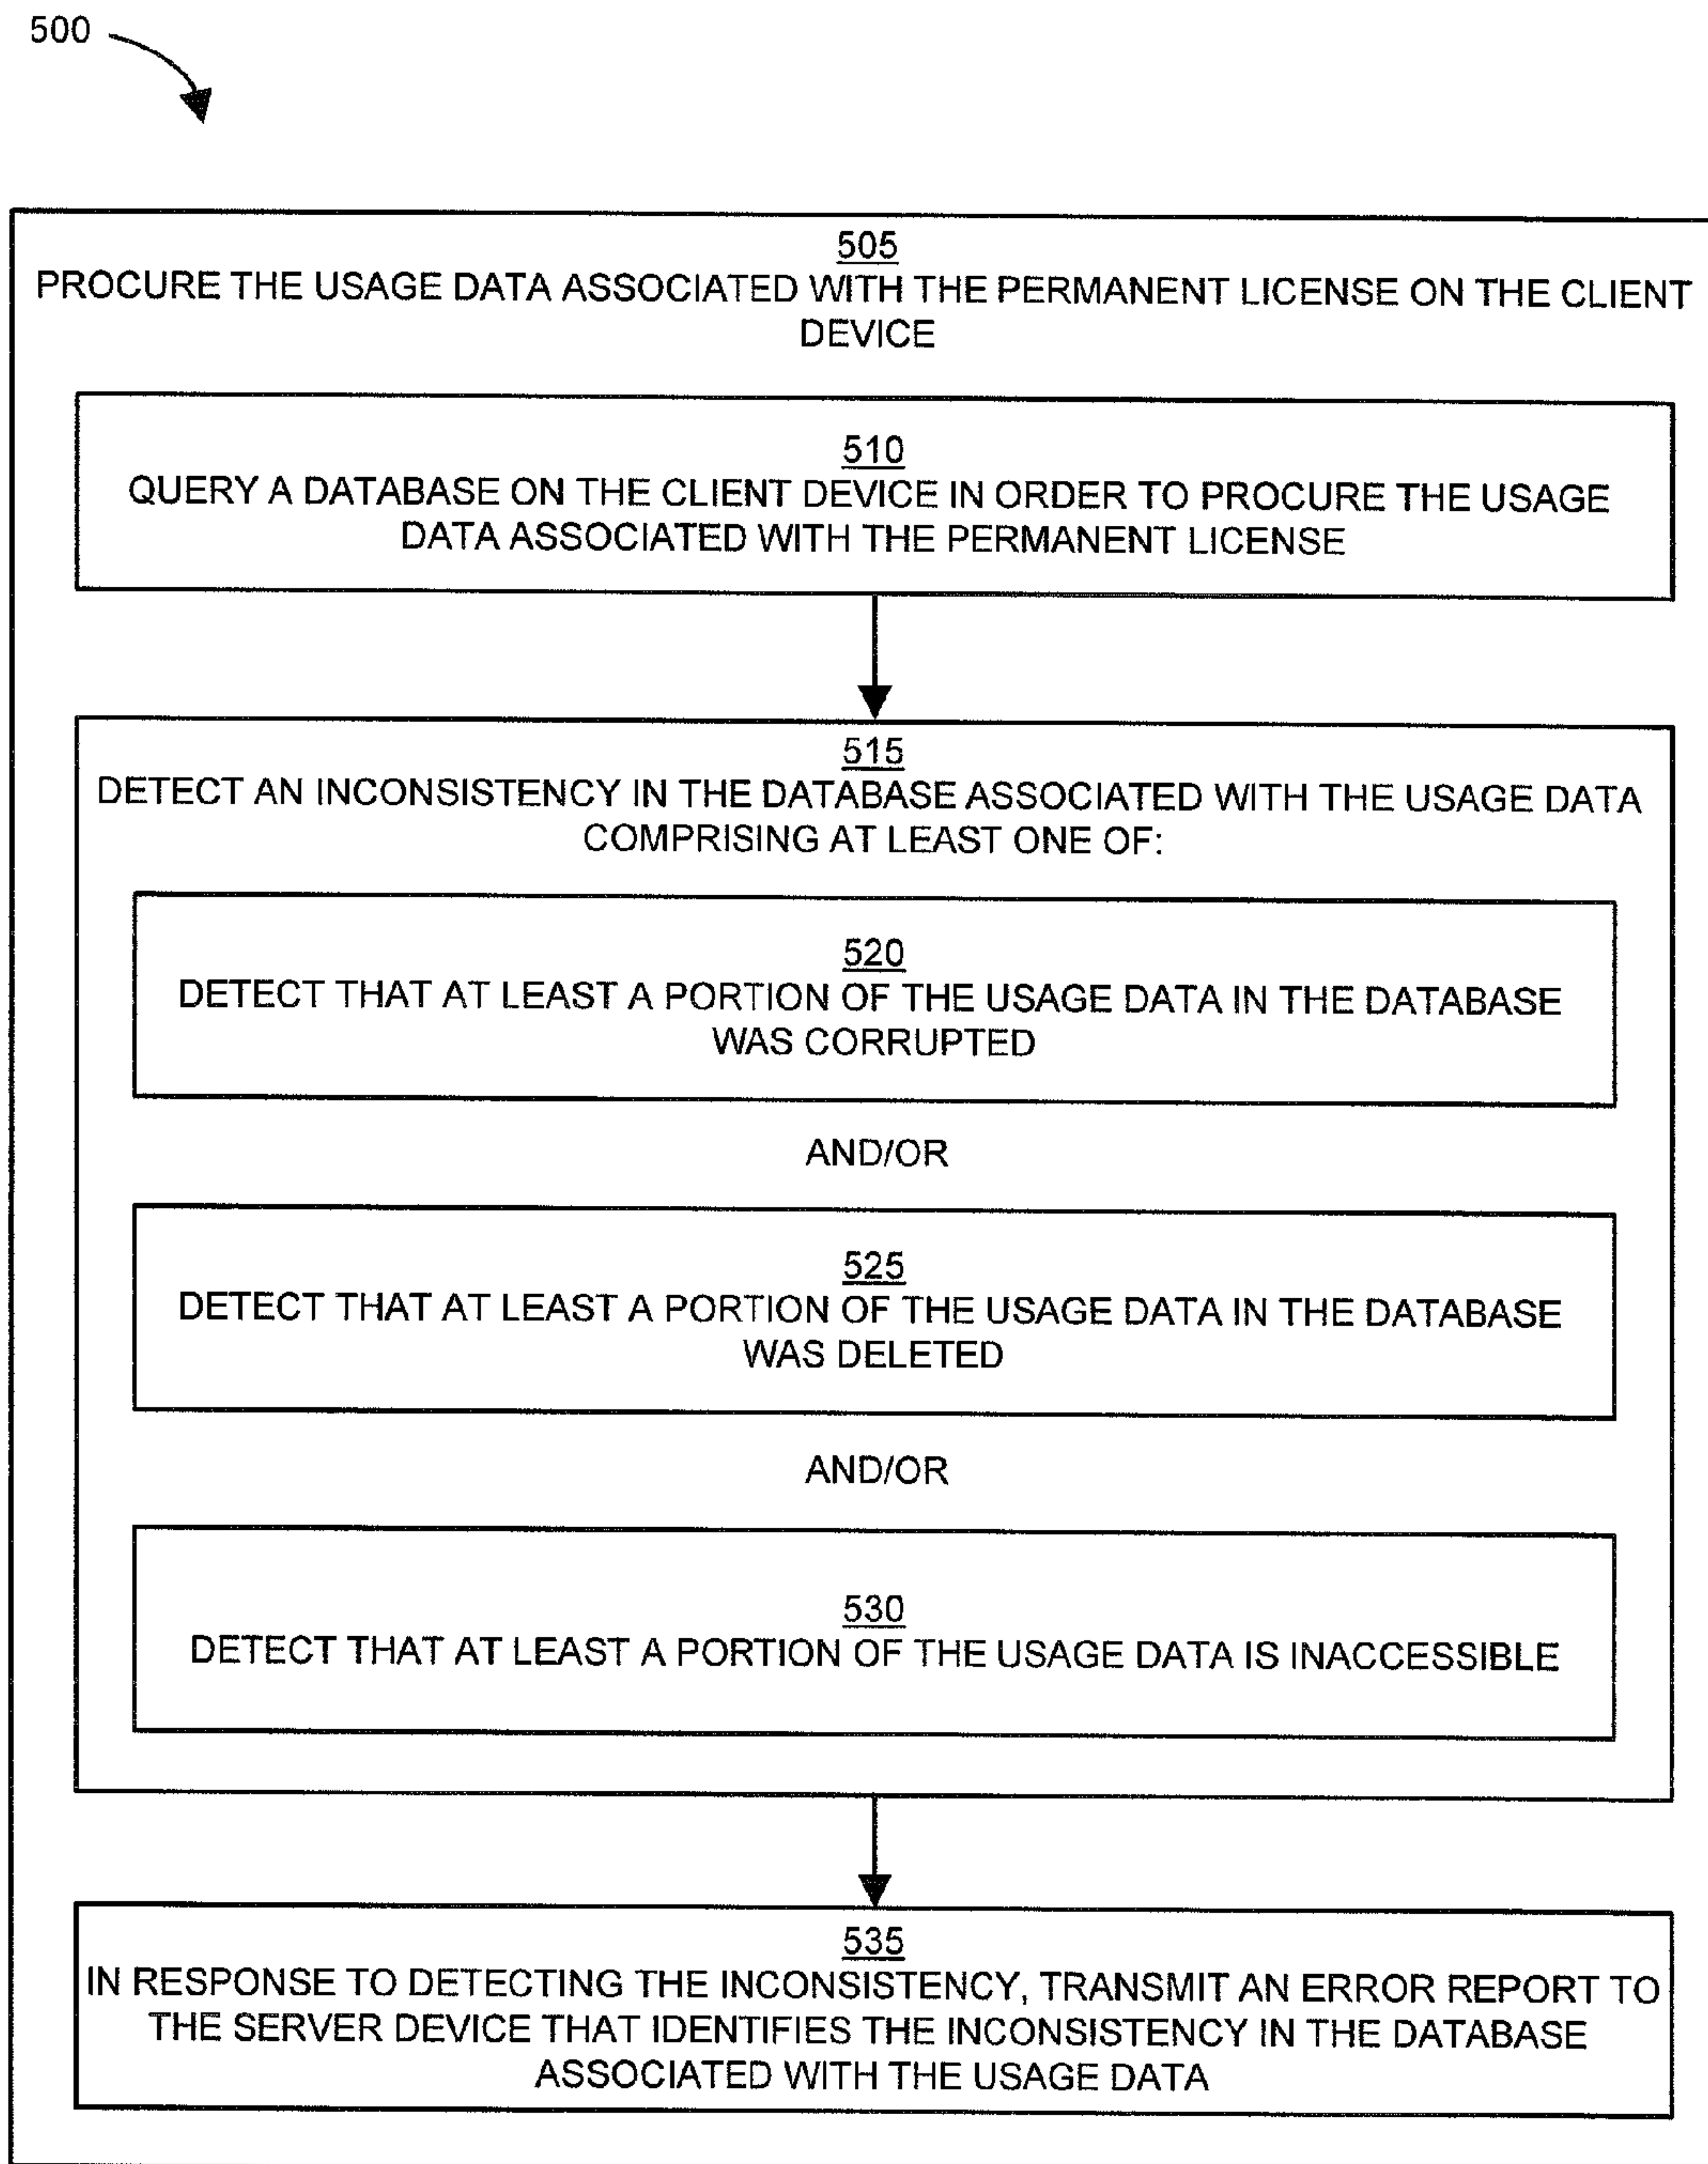 500
505
PROCURE THE USAGE DATA ASSOCIATED WITH THE PERMANENT LICENSE ON THE CLIENT
DEVICE
510
QUERY A DATABASE ON THE CLIENT DEVICE IN ORDER TO PROCURE THE USAGE
DATA ASSOCIATED WITH THE PERMANENT LICENSE
515
DETECT AN INCONSISTENCY IN THE DATABASE ASSOCIATED WITH THE USAGE DATA
COMPRISING AT LEAST ONE OF:
520
DETECT THAT AT LEAST A PORTION OF THE USAGE DATA IN THE DATABASE
WAS CORRUPTED
AND/OR
525
DETECT THAT AT LEAST A PORTION OF THE USAGE DATA IN THE DATABASE
WAS DELETED
AND/OR
530
DETECT THAT AT LEAST A PORTION OF THE USAGE DATA IS INACCESSIBLE
535
IN RESPONSE TO DETECTING THE INCONSISTENCY, TRANSMIT AN ERROR REPORT TO
THE SERVER DEVICE THAT IDENTIFIES THE INCONSISTENCY IN THE DATABASE
ASSOCIATED WITH THE USAGE DATA